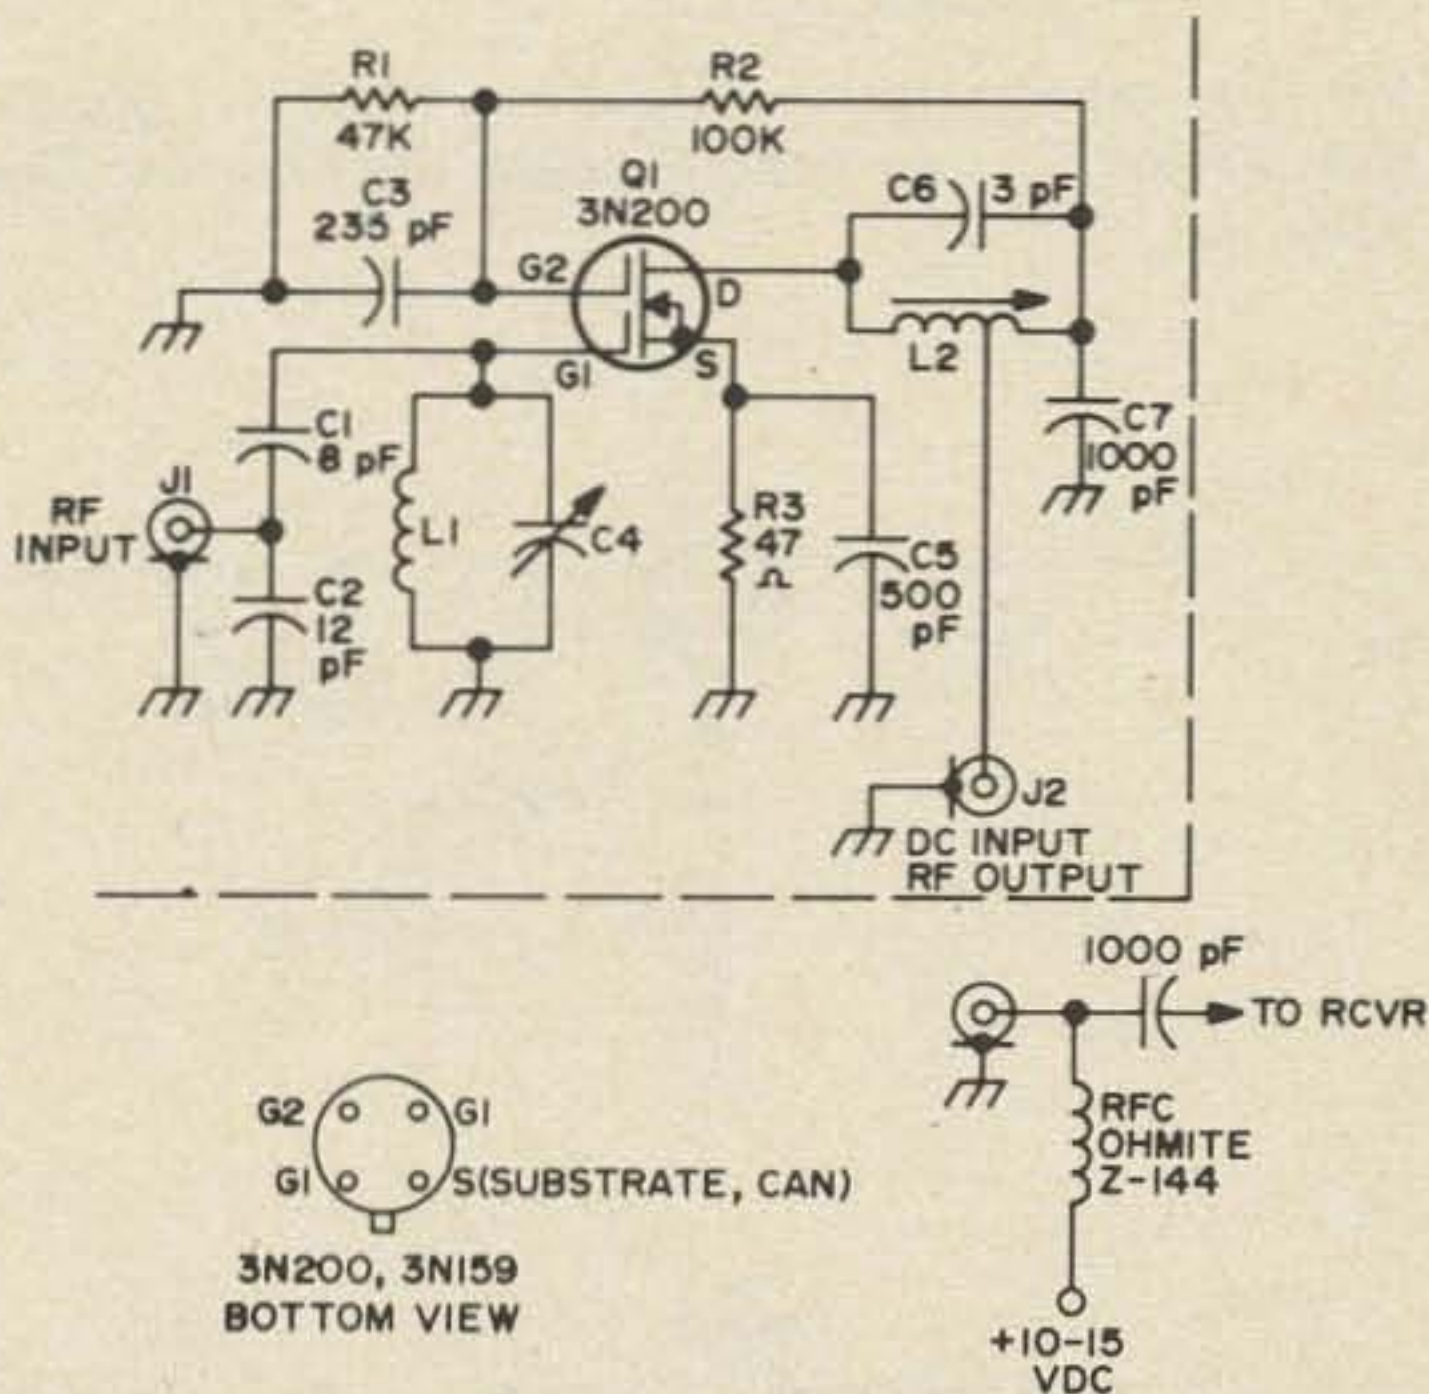 R1
47K
R2
100K
C3
235 pF
Q1
3N200
C6 3 pF
G2
D
G1
S
L2
C7
1000
pF
C1
8 pF
J1
RF
INPUT
L1
C4
R3
47
Ω
C5
500
pF
C2
12
pF
J2
DC INPUT
RF OUTPUT
1000 pF
TO RCVR
G2
G1
G1
S(SUBSTRATE, CAN)
3N200, 3N159
BOTTOM VIEW
RFC
OHMITE
Z-144
+10-15
VDC